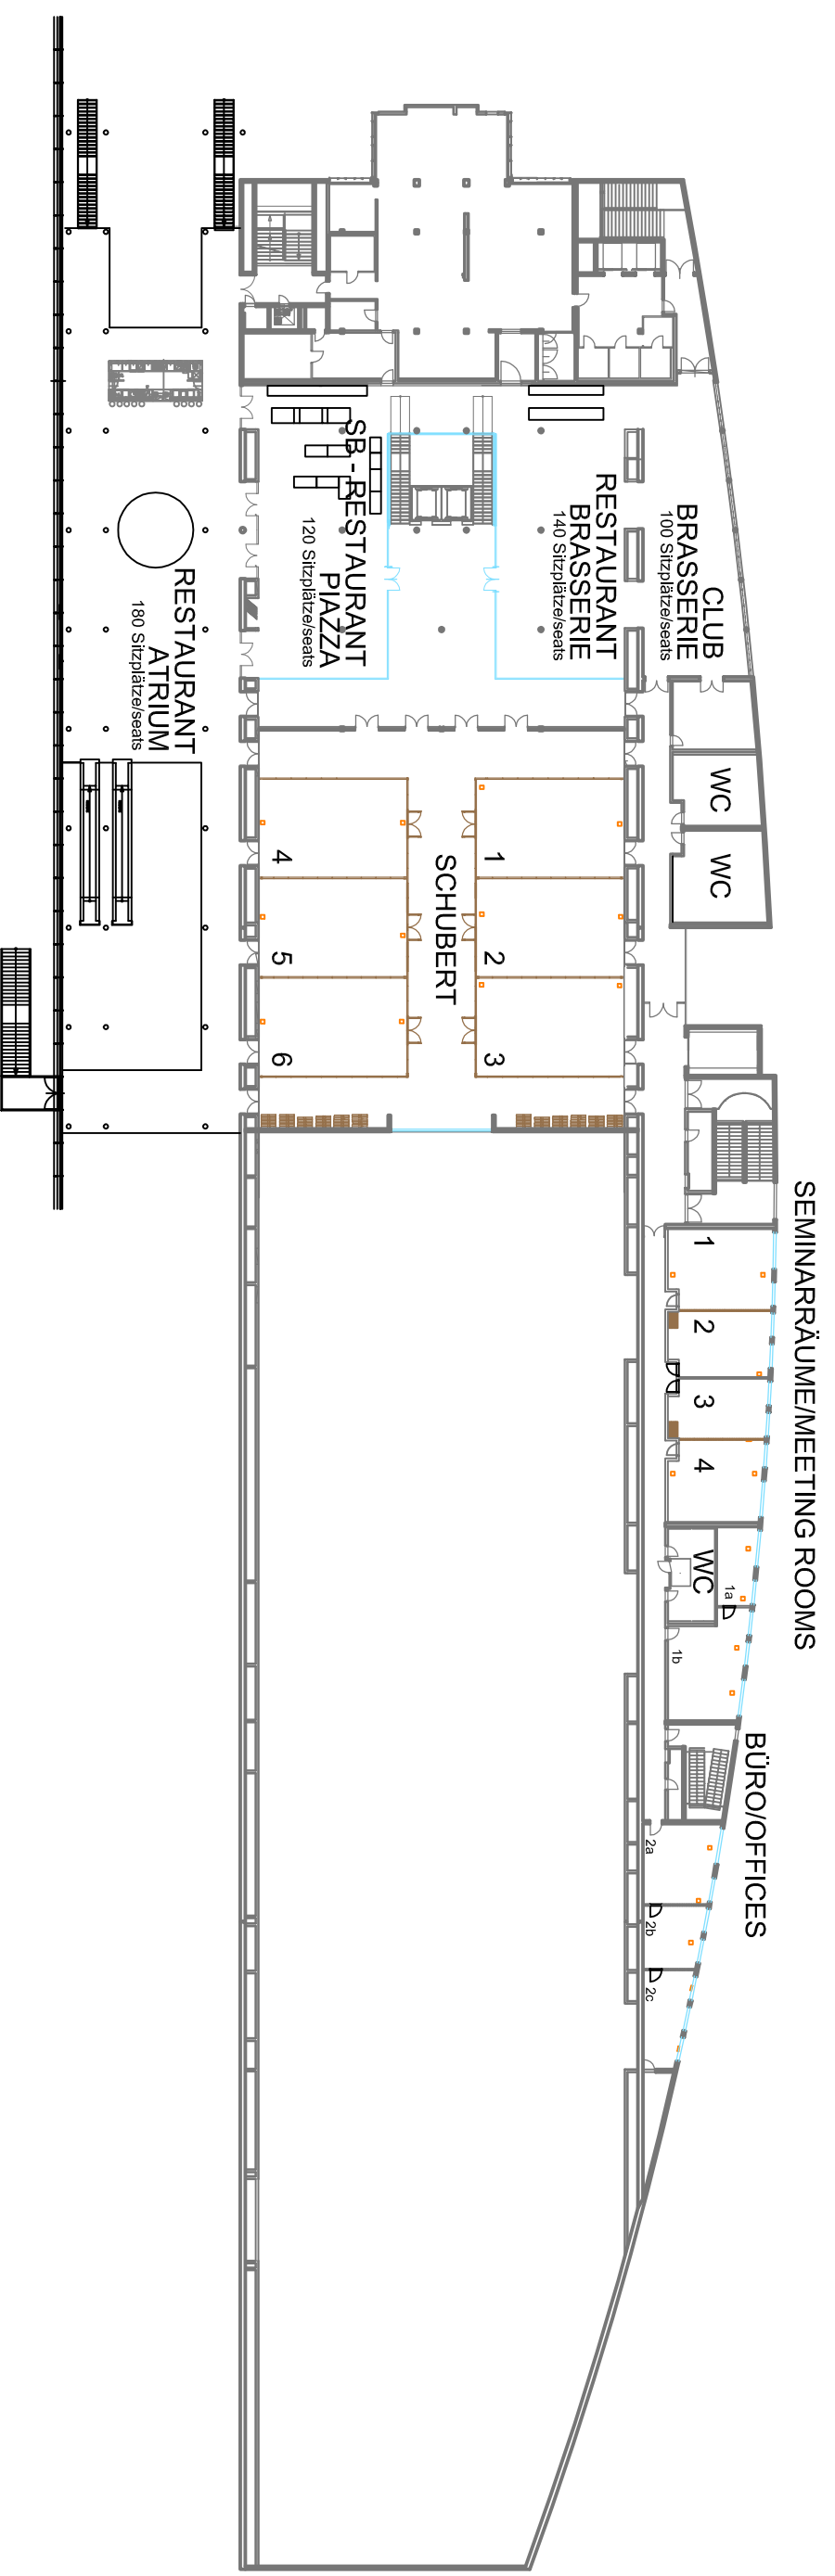 CLUB
BRASSERIE
100 Sitzplätze/seats
RESTAURANT
BRASSERIE
140 Sitzplätze/seats
SB - RESTAURANT
PIAZZA
120 Sitzplätze/seats
RESTAURANT
ATRIUM
180 Sitzplätze/seats
WC
WC
SCHUBERT
1
2
3
4
5
6
SEMINARRÄUME/MEETING ROOMS
1
2
3
4
WC
1a
1b
BÜRO/OFFICES
2a
2b
2c